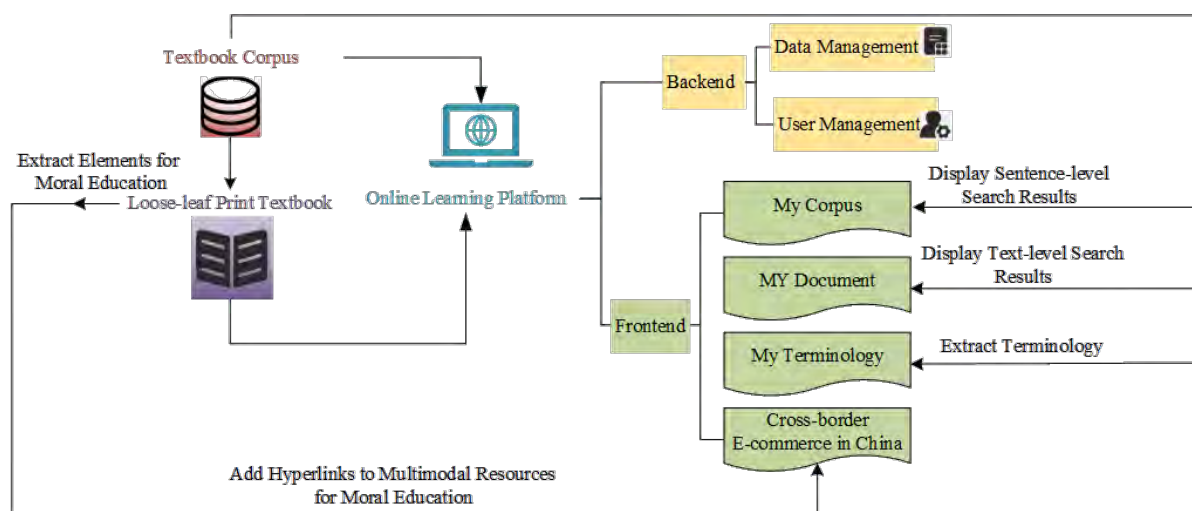 Textbook Corpus
Data Management
Backend
User Management
Extract Elements for
Moral Education
Loose-leaf Print Textbook
Online Learning Platform
Display Sentence-level
Search Results
My Corpus
Display Text-level Search
Results
MY Document
Frontend
My Terminology
Extract Terminology
Cross-border
E-commerce in China
Add Hyperlinks to Multimodal Resources
for Moral Education